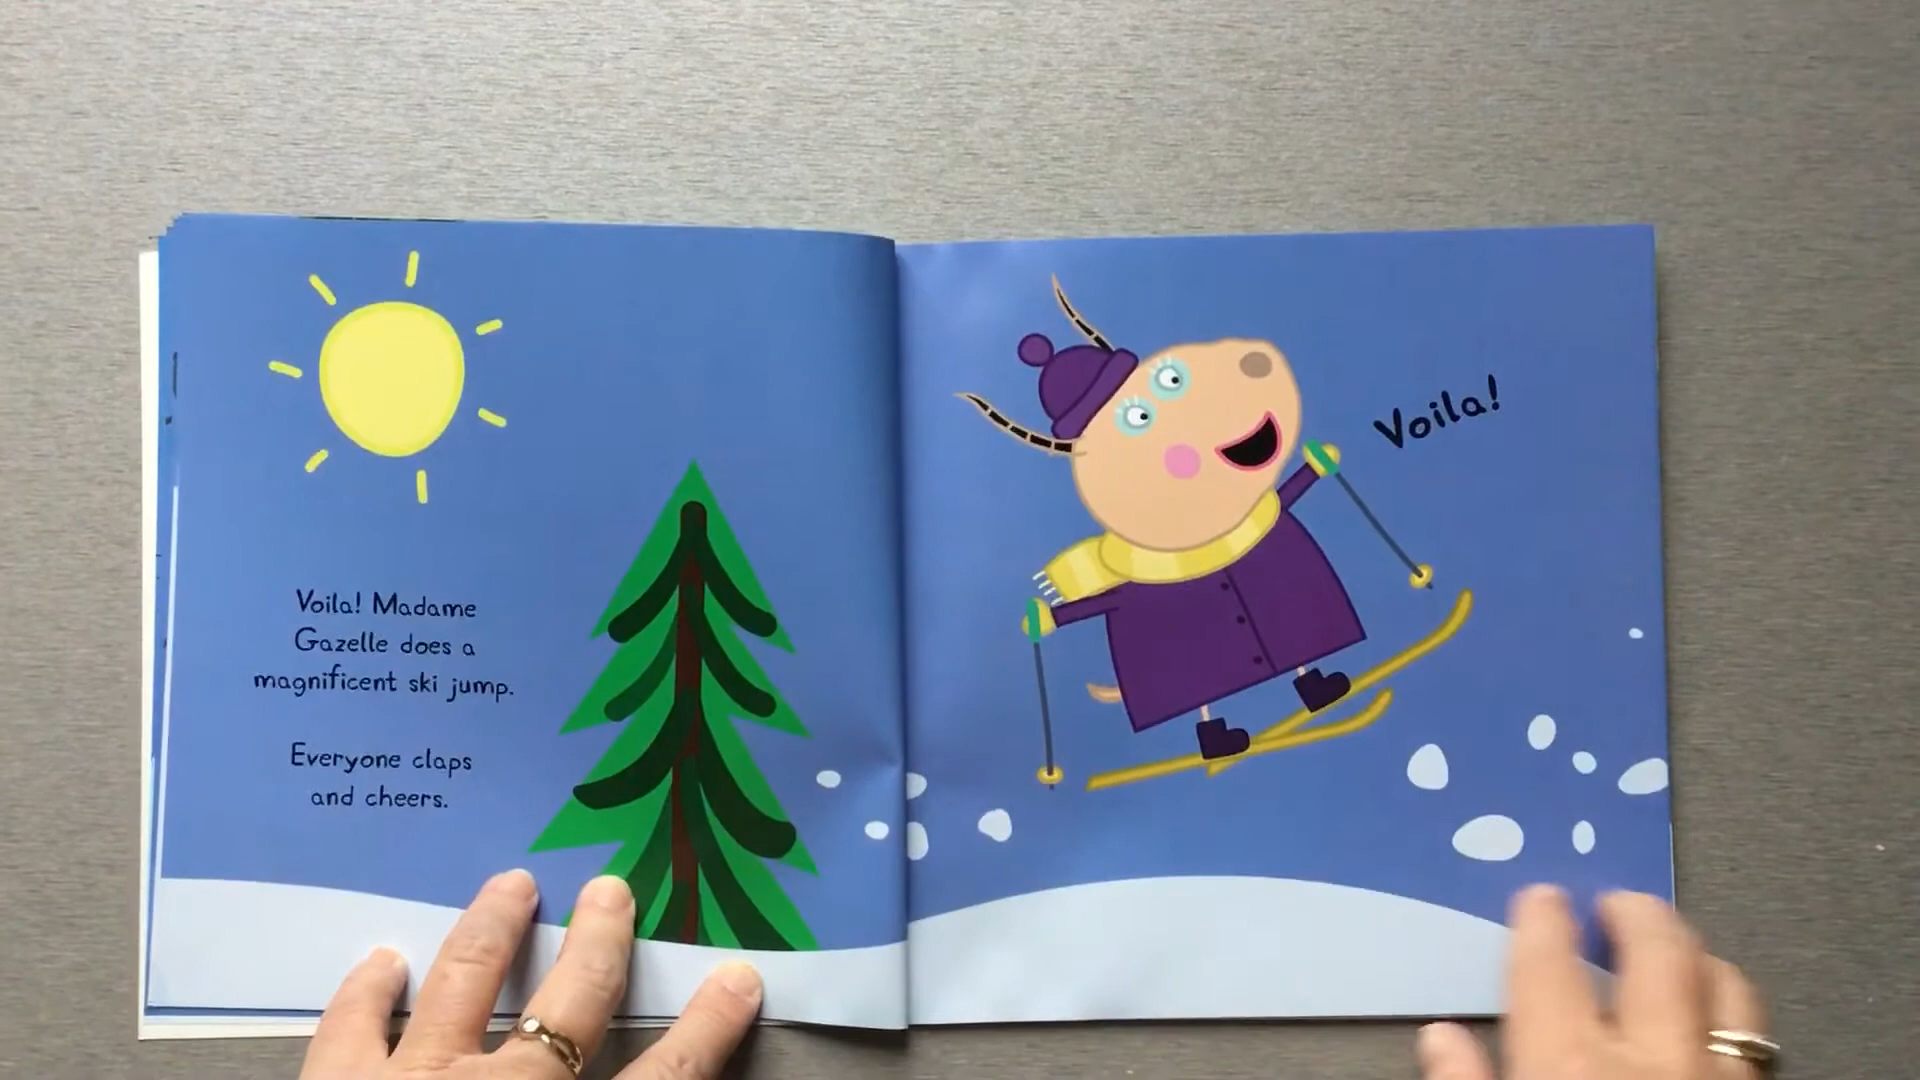 Voila! Madame
Gazelle does a
magnificent ski jump.
Everyone claps
and cheers.
Voila!